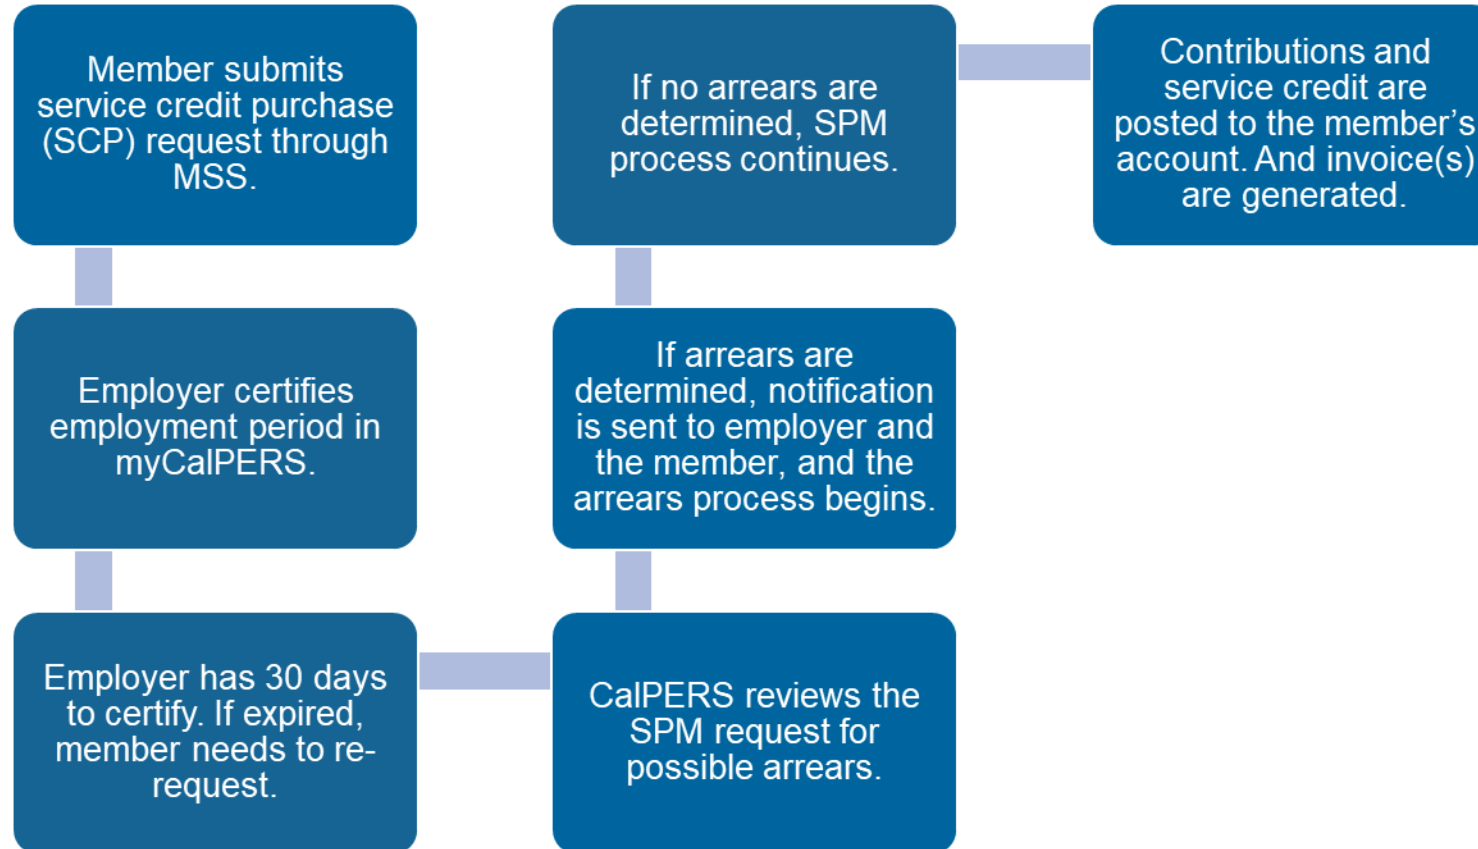 Member submits
service credit purchase
(SCP) request through
MSS.
Employer certifies
employment period in
myCalPERS.
Employer has 30 days
to certify. If expired,
member needs to re-
request.
CalPERS reviews the
SPM request for
possible arrears.
If arrears are
determined, notification
is sent to employer and
the member, and the
arrears process begins.
If no arrears are
determined, SPM
process continues.
Contributions and
service credit are
posted to the member’s
account. And invoice(s)
are generated.